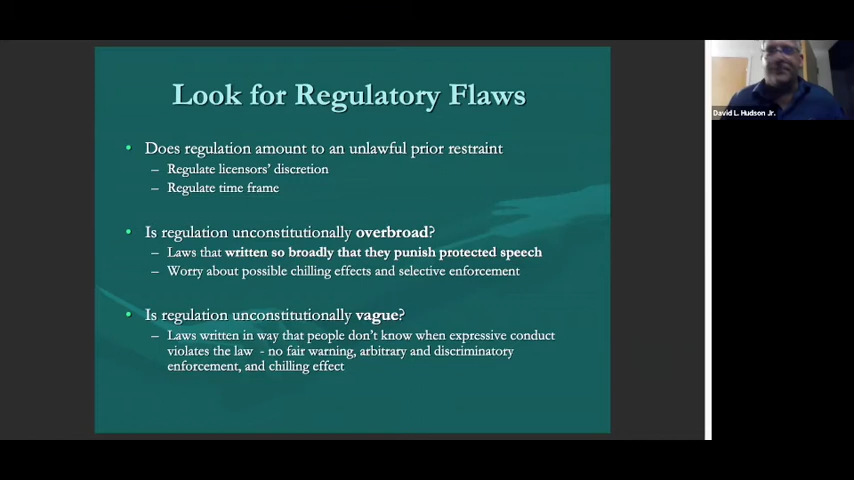 Look for Regulatory Flaws
David L. Hudson Jr.
• Does regulation amount to an unlawful prior restraint
– Regulate licensors' discretion
– Regulate time frame
• Is regulation unconstitutionally overbroad?
– Laws that written so broadly that they punish protected speech
– Worry about possible chilling effects and selective enforcement
• Is regulation unconstitutionally vague?
– Laws written in way that people don't know when expressive conduct
violates the law - no fair warning, arbitrary and discriminatory
enforcement, and chilling effect